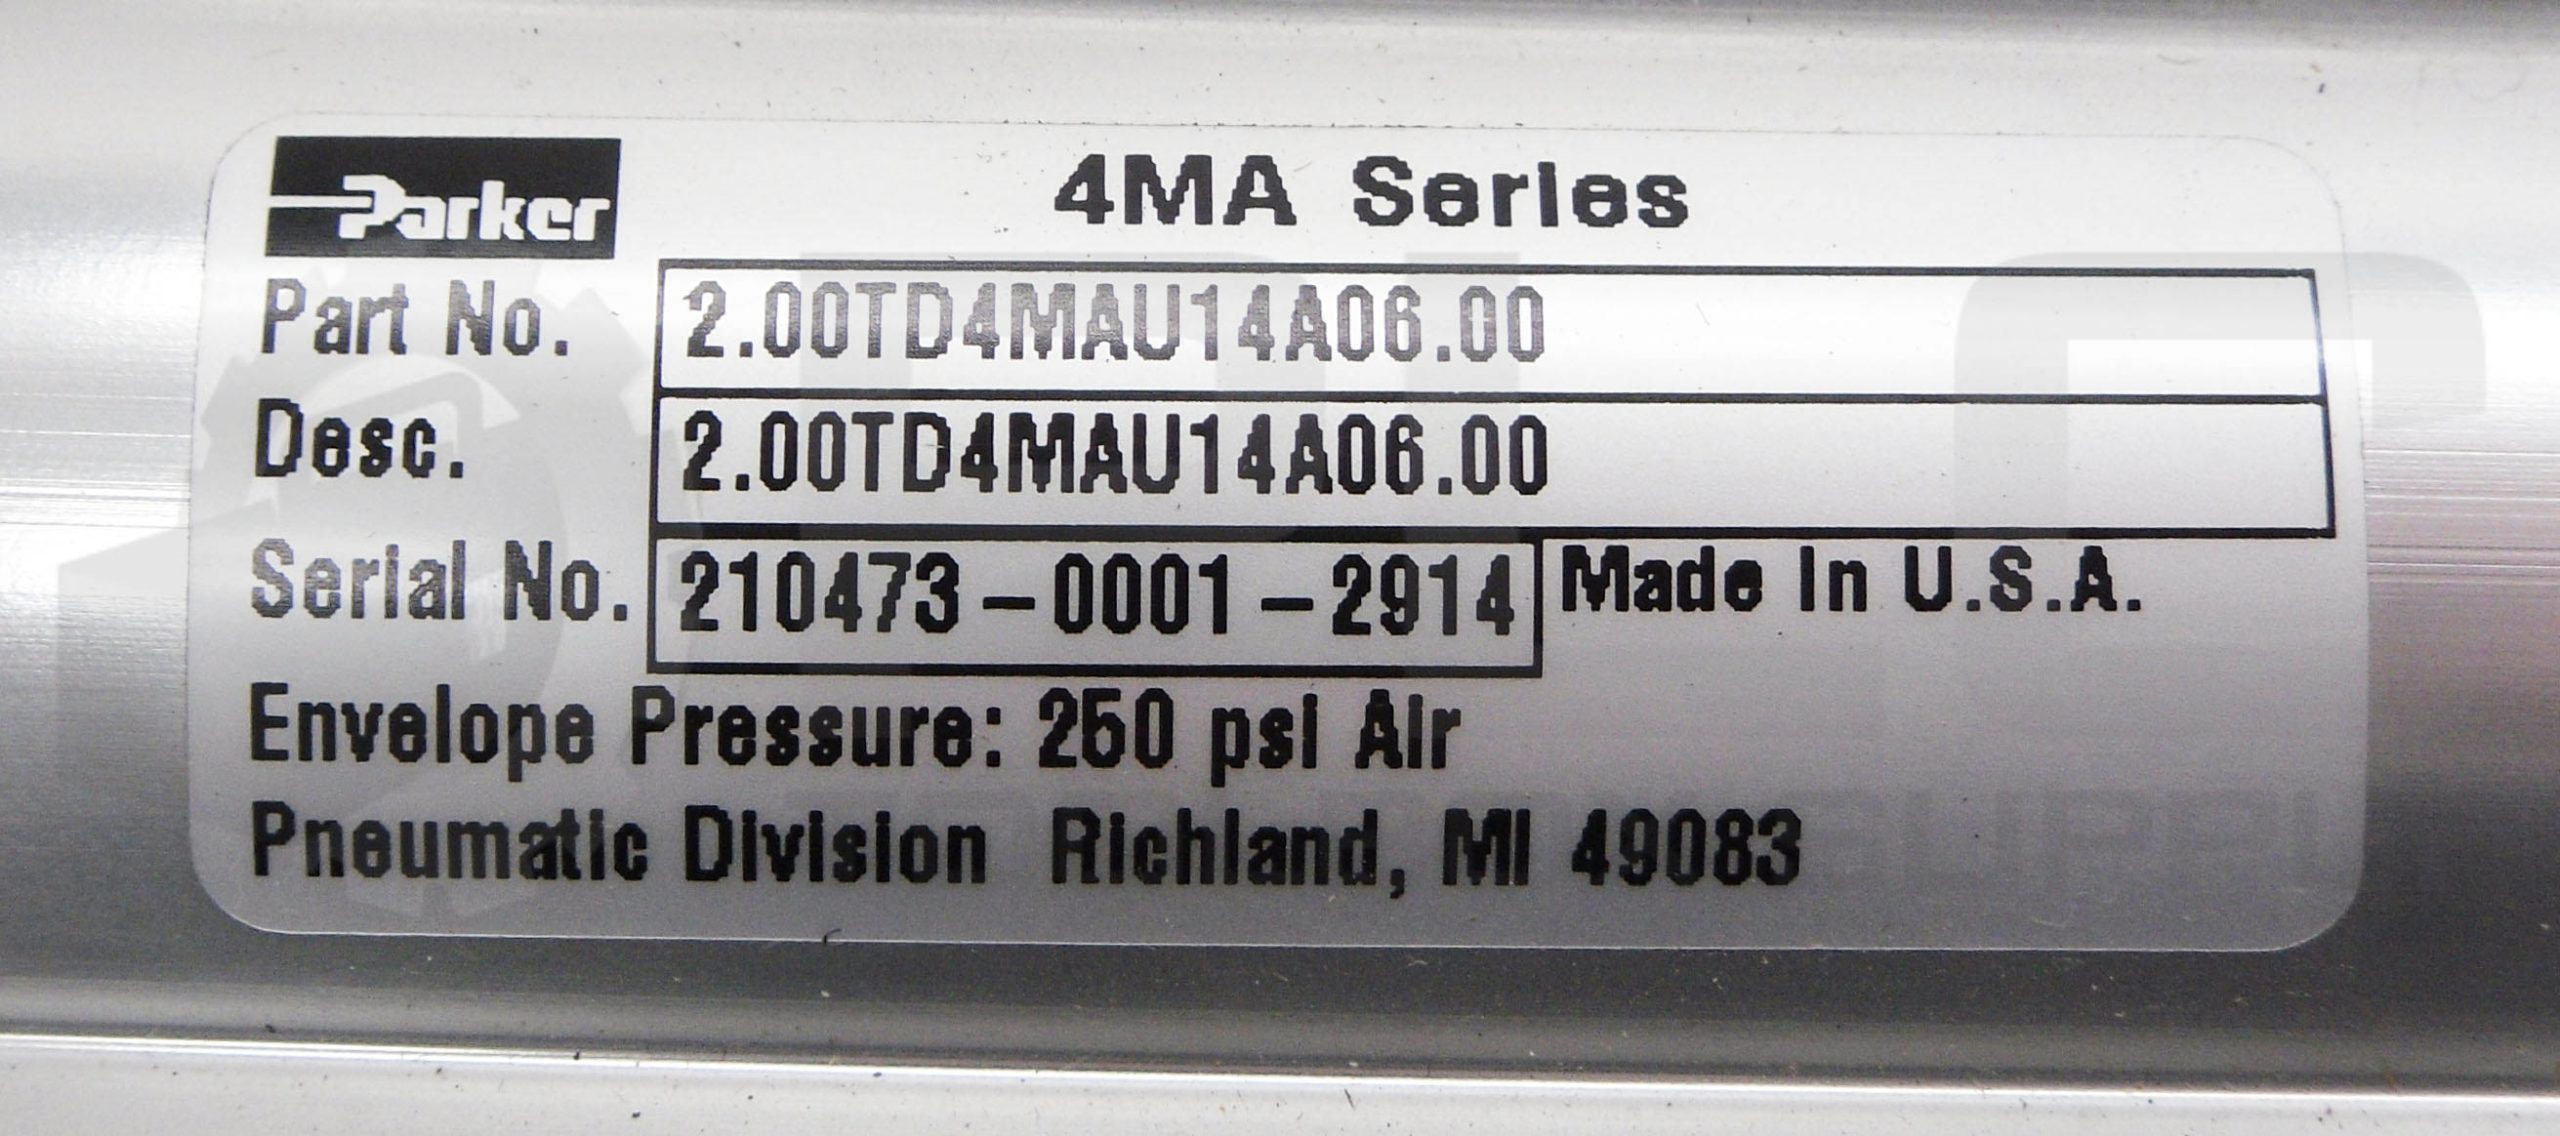 Parker
4MA Series
Part No. 2.00TD4MAU14A06.00
Desc. 2.00TD4MAU14A06.00
Serial No. 210473-0001-2914 Made In U.S.A.
Envelope Pressure: 250 psi Air
Pneumatic Division Richland, MI 49083